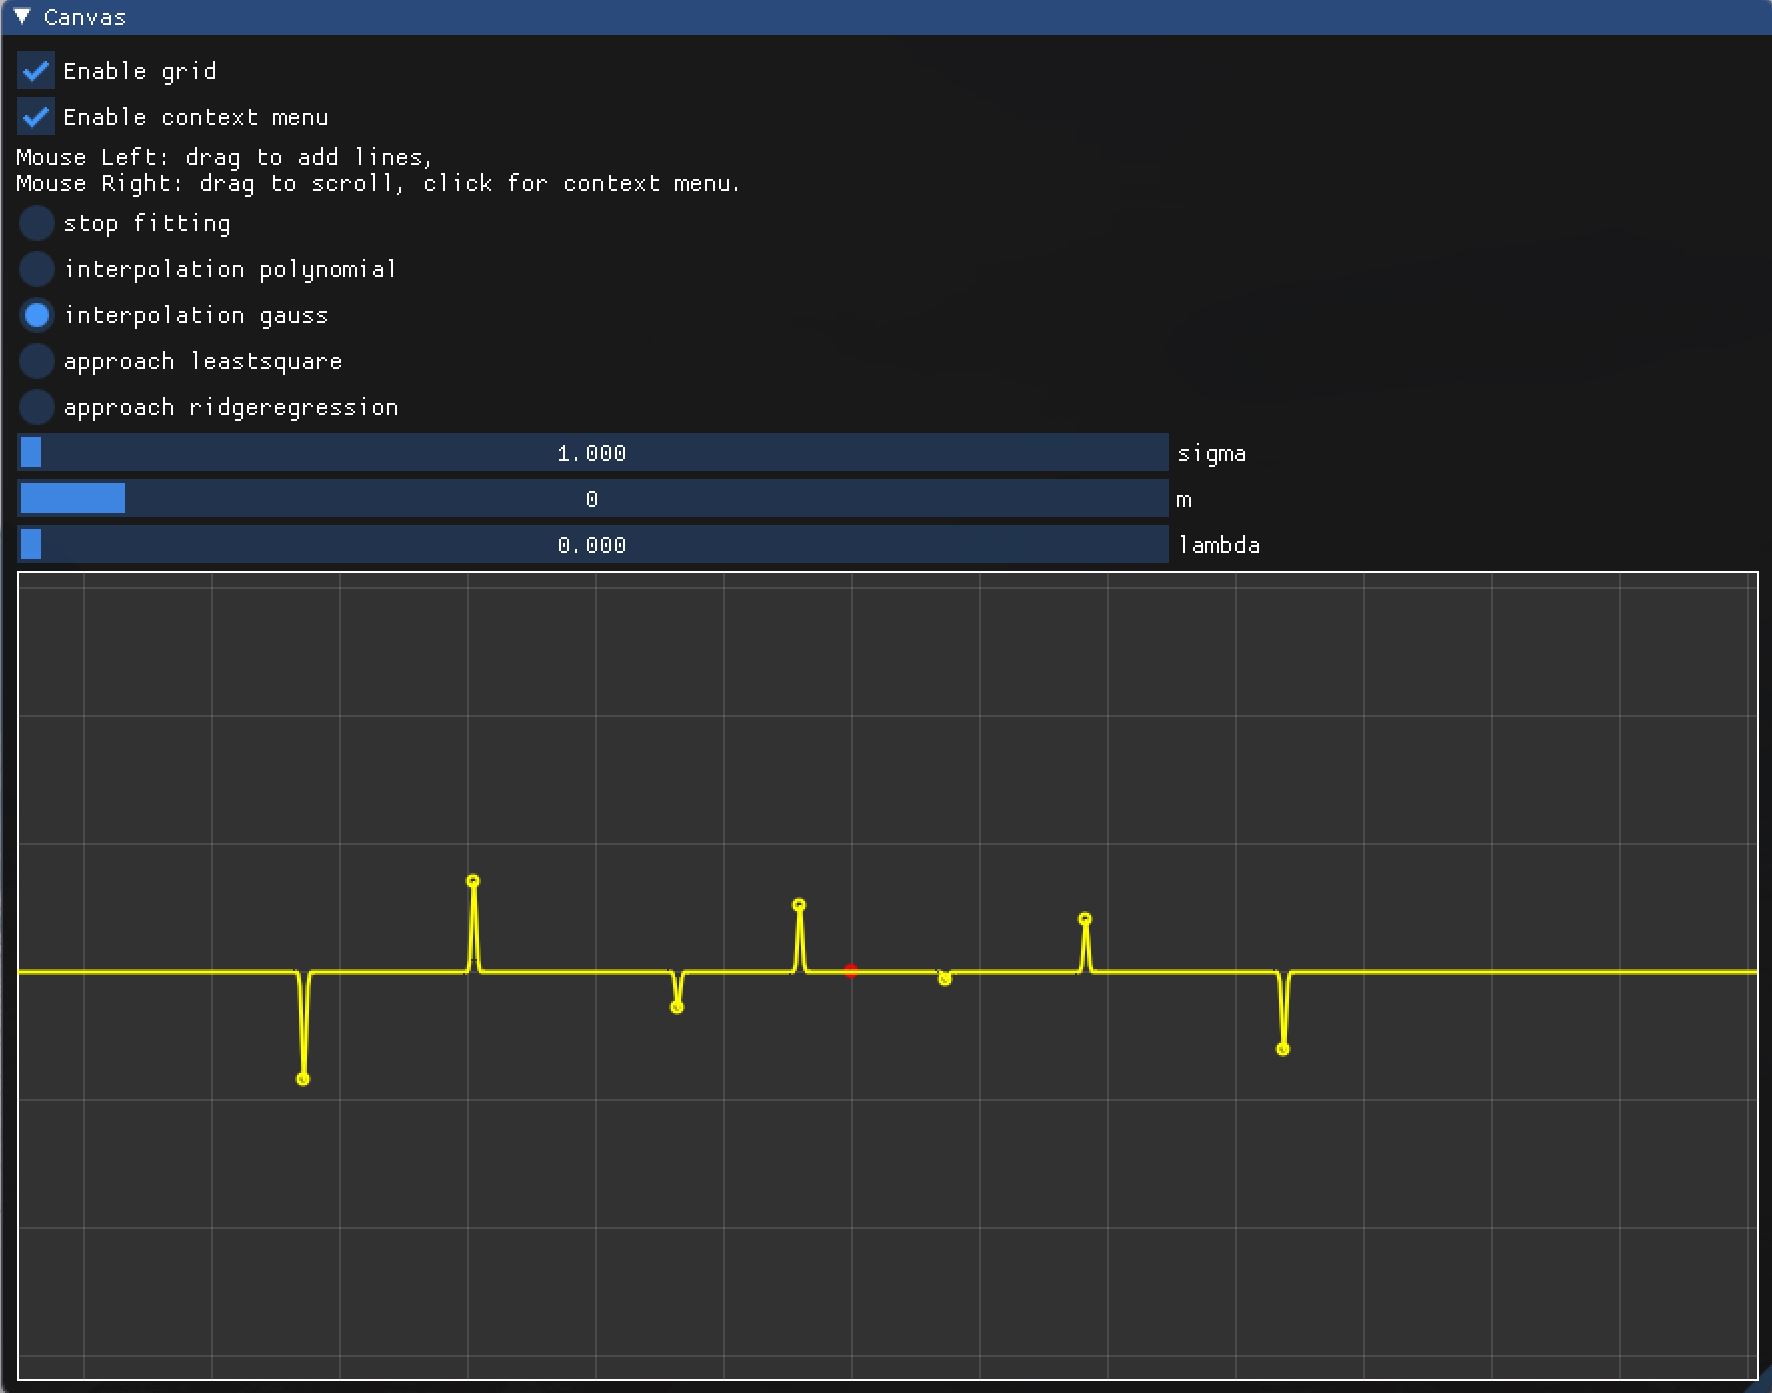 Canvas
Enable grid
Enable context menu
Mouse Left: drag to add lines,
Mouse Right: drag to scroll, click for context menu.
stop fitting
interpolation polynomial
interpolation gauss
approach leastsquare
approach ridgeregression
1.000 sigma
0 m
0.000 lambda